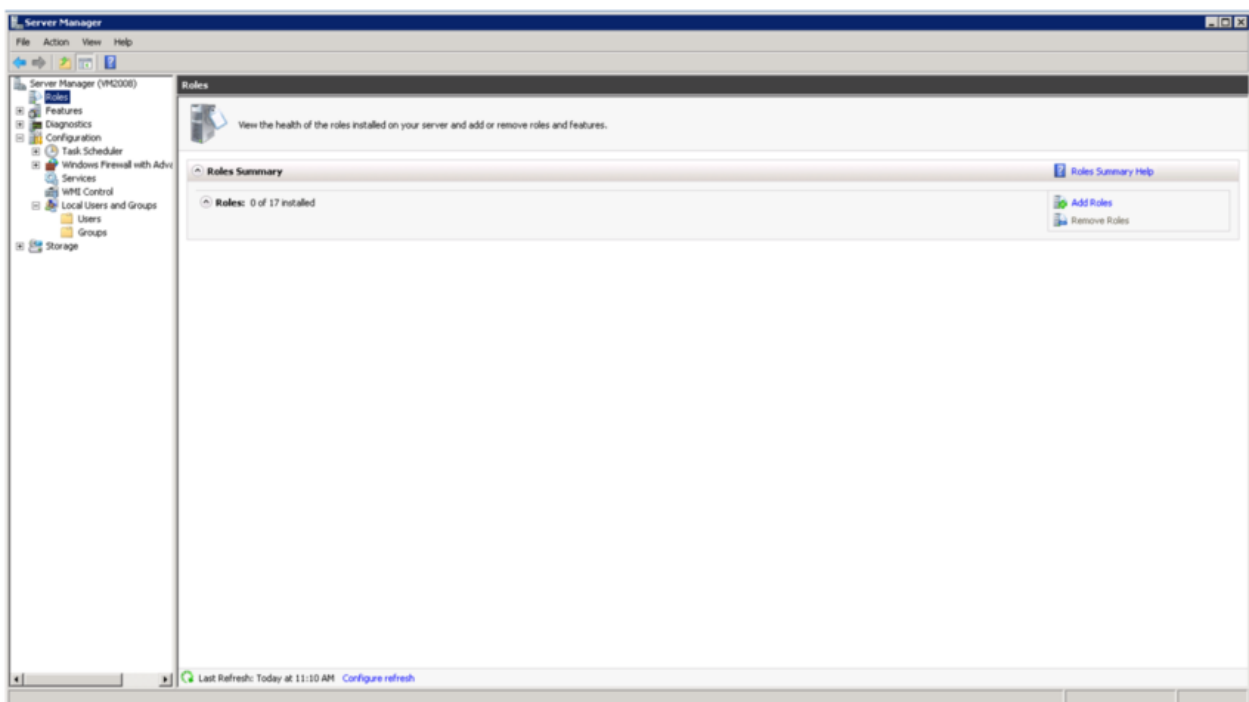 Server Manager
File Action View Help
Server Manager (VM2008)
Roles
Features
Diagnostics
Configuration
Task Scheduler
Windows Firewall with Adva
Services
WMI Control
Local Users and Groups
Users
Groups
Storage
Roles
View the health of the roles installed on your server and add or remove roles and features.
Roles Summary
Roles Summary Help
Roles: 0 of 17 installed
Add Roles
Remove Roles
Last Refresh: Today at 11:10 AM Configure refresh